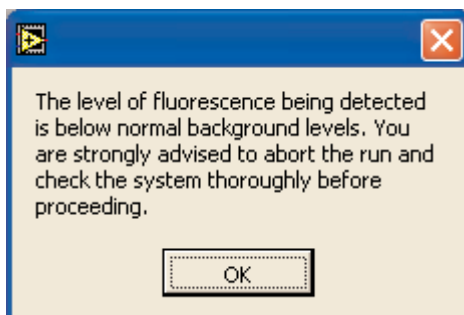 The level of fluorescence being detected
is below normal background levels. You
are strongly advised to abort the run and
check the system thoroughly before
proceeding.
OK